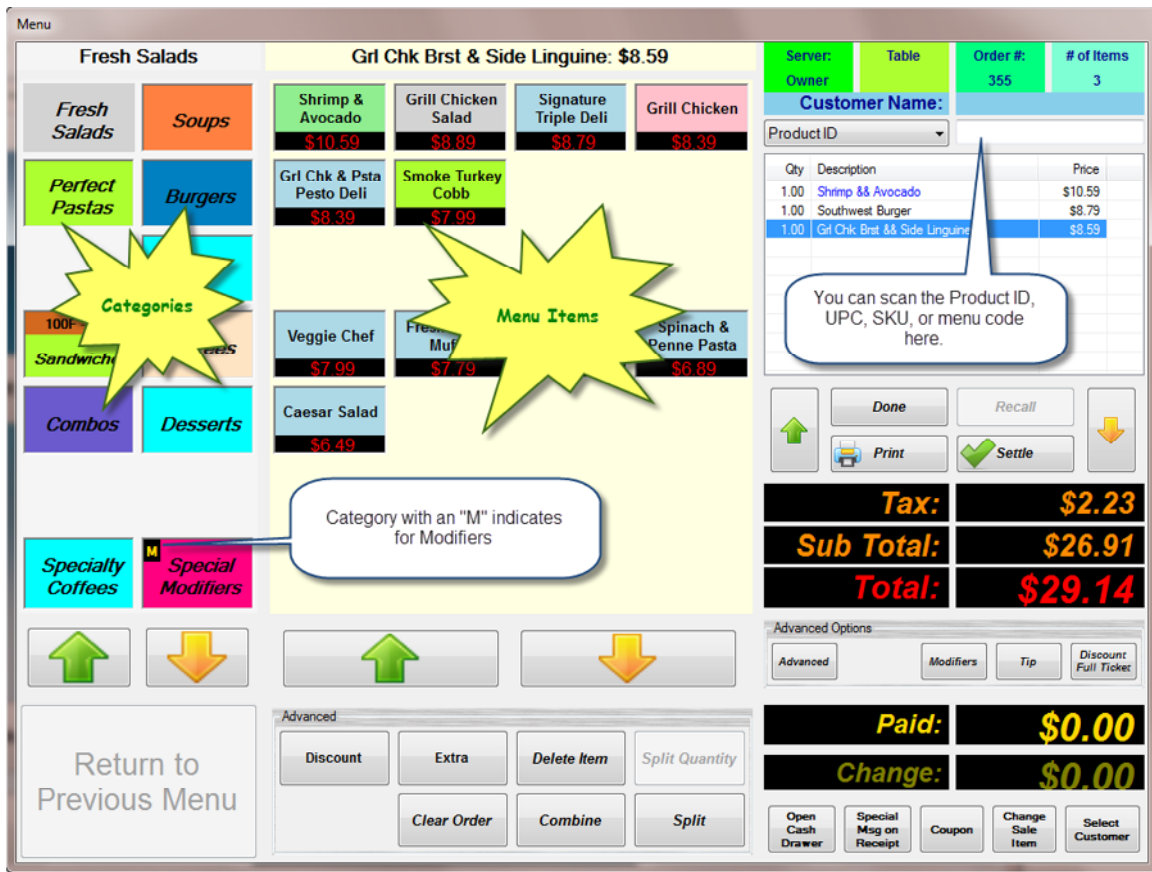 Menu
Fresh Salads
Grl Chk Brst & Side Linguine: $8.59
Server:
Owner
Table
Order #:
355
# of Items
3
Customer Name:
Product ID
Fresh
Salads
Soups
Perfect
Pastas
Burgers
Categories
100F
Sandwich
Combos
Desserts
Specialty
Coffees
M
Special
Modifiers
Shrimp &
Avocado
$10.59
Grill Chicken
Salad
$8.89
Signature
Triple Deli
$8.79
Grill Chicken
$8.39
Grl Chk & Psta
Pesto Deli
$8.39
Smoke Turkey
Cobb
$7.99
Menu Items
Veggie Chef
$7.99
Fres
Muf
$7.79
Spinach &
Penne Pasta
$6.89
Caesar Salad
$6.49
Category with an "M" indicates
for Modifiers
Qty Description Price
1.00 Shrimp && Avocado $10.59
1.00 Southwest Burger $8.79
1.00 Grl Chk Brst && Side Linguine $8.59
You can scan the Product ID,
UPC, SKU, or menu code
here.
Done
Recall
Print
Settle
Tax: $2.23
Sub Total: $26.91
Total: $29.14
Advanced Options
Advanced
Modifiers
Tip
Discount
Full Ticket
Paid: $0.00
Change: $0.00
Return to
Previous Menu
Advanced
Discount
Extra
Delete Item
Split Quantity
Clear Order
Combine
Split
Open
Cash
Drawer
Special
Msg on
Receipt
Coupon
Change
Sale
Item
Select
Customer